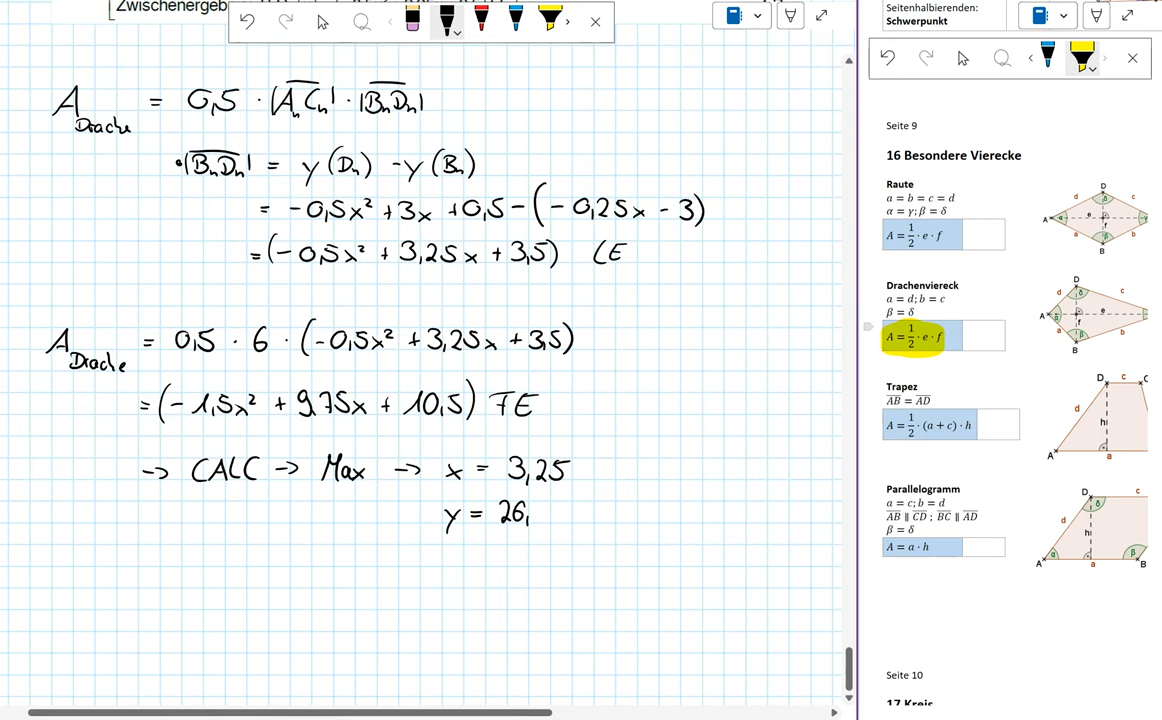 Zwischenergeb
A_Drache = 0,5 · |A_nC_n| · |B_nD_n|
|B_nD_n| = y(D_n) - y(B_n)
= -0,5x² + 3x + 0,5 - (-0,25x - 3)
= (-0,5x² + 3,25x + 3,5) LE
A_Drache = 0,5 · 6 · (-0,5x² + 3,25x + 3,5)
= (-1,5x² + 9,75x + 10,5) FE
→ CALC → Max → x = 3,25
y = 26,
Seitenhalbierenden:
Schwerpunkt
Seite 9
16 Besondere Vierecke
Raute
a = b = c = d
α = γ; β = δ
A = 1/2 · e · f
D
d
δ
c
A
α
e
f
γ
a
β
b
B
Drachenviereck
a = d; b = c
β = δ
A = 1/2 · e · f
D
d
δ
c
A
α
e
f
a
β
b
B
Trapez
AB = AD
A = 1/2 · (a + c) · h
D
c
C
d
h
A
a
Parallelogramm
a = c; b = d
AB ∥ CD ; BC ∥ AD
β = δ
A = a · h
D
c
δ
d
h
α
β
A
a
B
Seite 10
17 Kreis